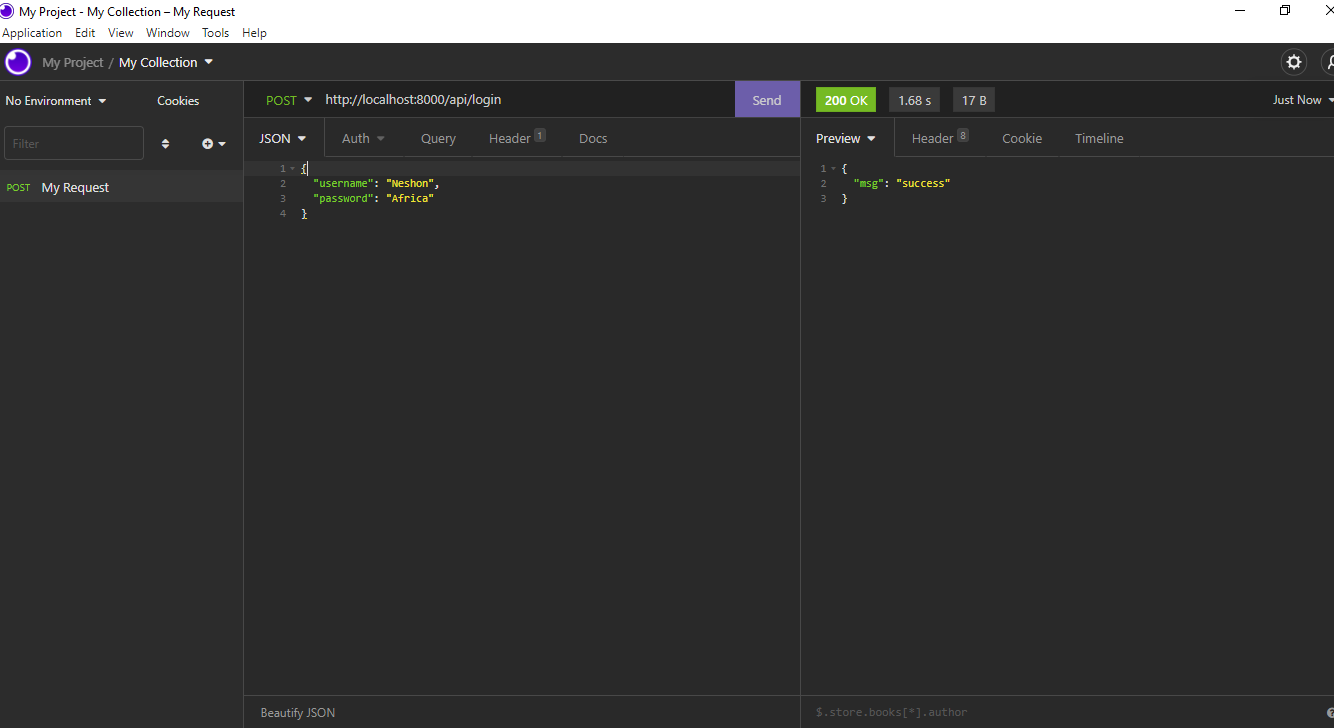 My Project - My Collection – My Request
Application Edit View Window Tools Help
My Project / My Collection
No Environment Cookies
POST http://localhost:8000/api/login Send
200 OK 1.68 s 17 B Just Now
Filter
JSON Auth Query Header 1 Docs
Preview Header 8 Cookie Timeline
POST My Request
1 {
2 "username": "Neshon",
3 "password": "Africa"
4 }
1 {
2 "msg": "success"
3 }
Beautify JSON
$.store.books[*].author